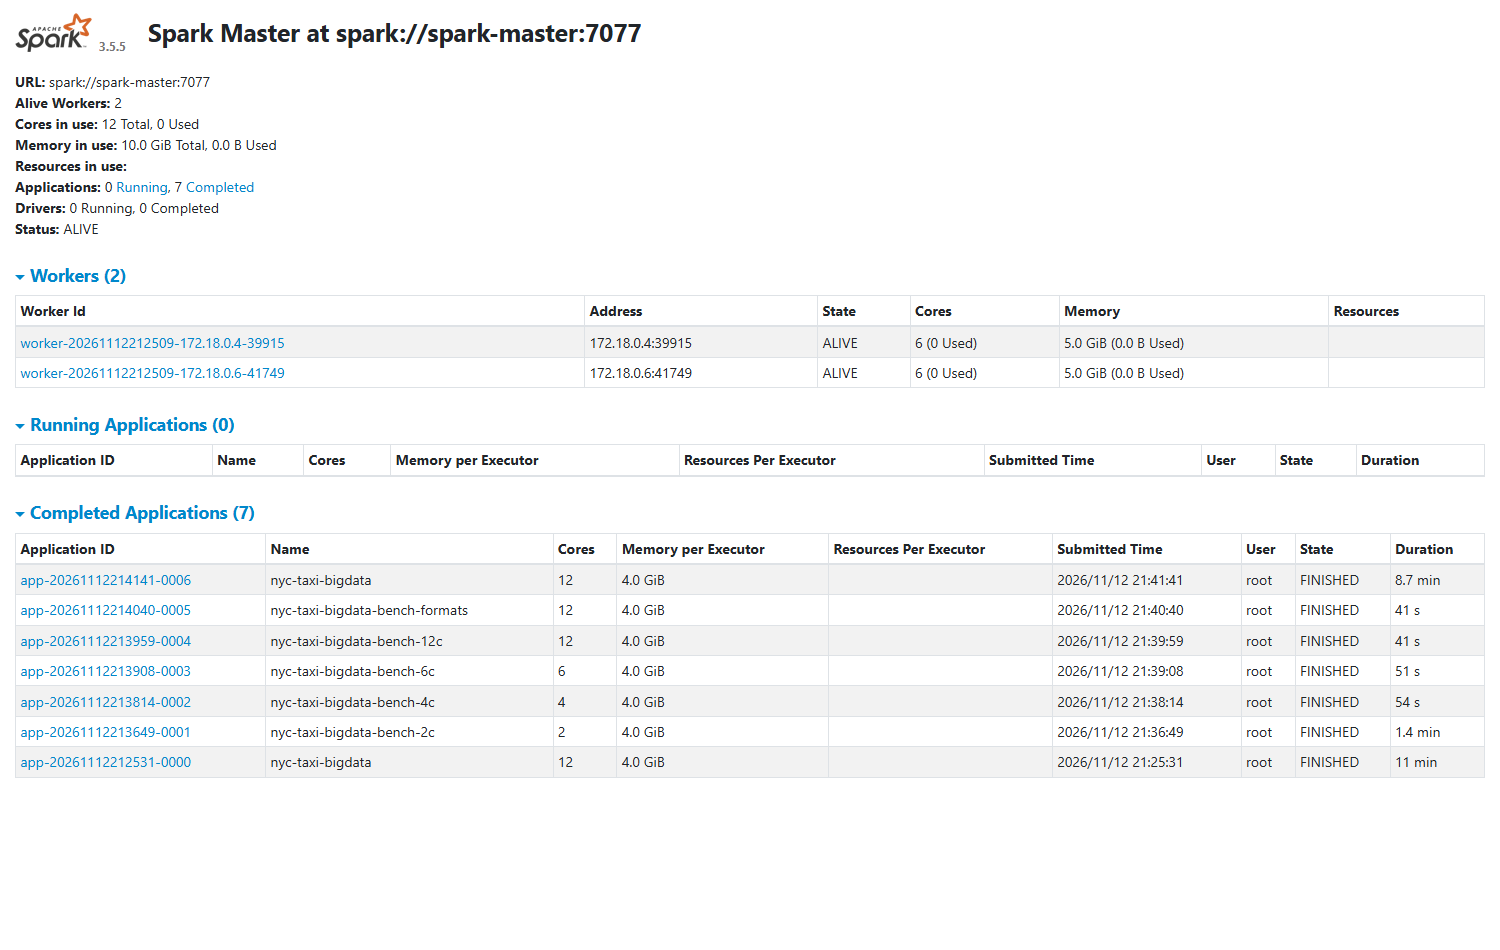 APACHE
Spark 3.5.5 Spark Master at spark://spark-master:7077
URL: spark://spark-master:7077
Alive Workers: 2
Cores in use: 12 Total, 0 Used
Memory in use: 10.0 GiB Total, 0.0 B Used
Resources in use:
Applications: 0 Running, 7 Completed
Drivers: 0 Running, 0 Completed
Status: ALIVE
Workers (2)
Worker Id Address State Cores Memory Resources
worker-20261112212509-172.18.0.4-39915 172.18.0.4:39915 ALIVE 6 (0 Used) 5.0 GiB (0.0 B Used)
worker-20261112212509-172.18.0.6-41749 172.18.0.6:41749 ALIVE 6 (0 Used) 5.0 GiB (0.0 B Used)
Running Applications (0)
Application ID Name Cores Memory per Executor Resources Per Executor Submitted Time User State Duration
Completed Applications (7)
Application ID Name Cores Memory per Executor Resources Per Executor Submitted Time User State Duration
app-20261112214141-0006 nyc-taxi-bigdata 12 4.0 GiB 2026/11/12 21:41:41 root FINISHED 8.7 min
app-20261112214040-0005 nyc-taxi-bigdata-bench-formats 12 4.0 GiB 2026/11/12 21:40:40 root FINISHED 41 s
app-20261112213959-0004 nyc-taxi-bigdata-bench-12c 12 4.0 GiB 2026/11/12 21:39:59 root FINISHED 41 s
app-20261112213908-0003 nyc-taxi-bigdata-bench-6c 6 4.0 GiB 2026/11/12 21:39:08 root FINISHED 51 s
app-20261112213814-0002 nyc-taxi-bigdata-bench-4c 4 4.0 GiB 2026/11/12 21:38:14 root FINISHED 54 s
app-20261112213649-0001 nyc-taxi-bigdata-bench-2c 2 4.0 GiB 2026/11/12 21:36:49 root FINISHED 1.4 min
app-20261112212531-0000 nyc-taxi-bigdata 12 4.0 GiB 2026/11/12 21:25:31 root FINISHED 11 min